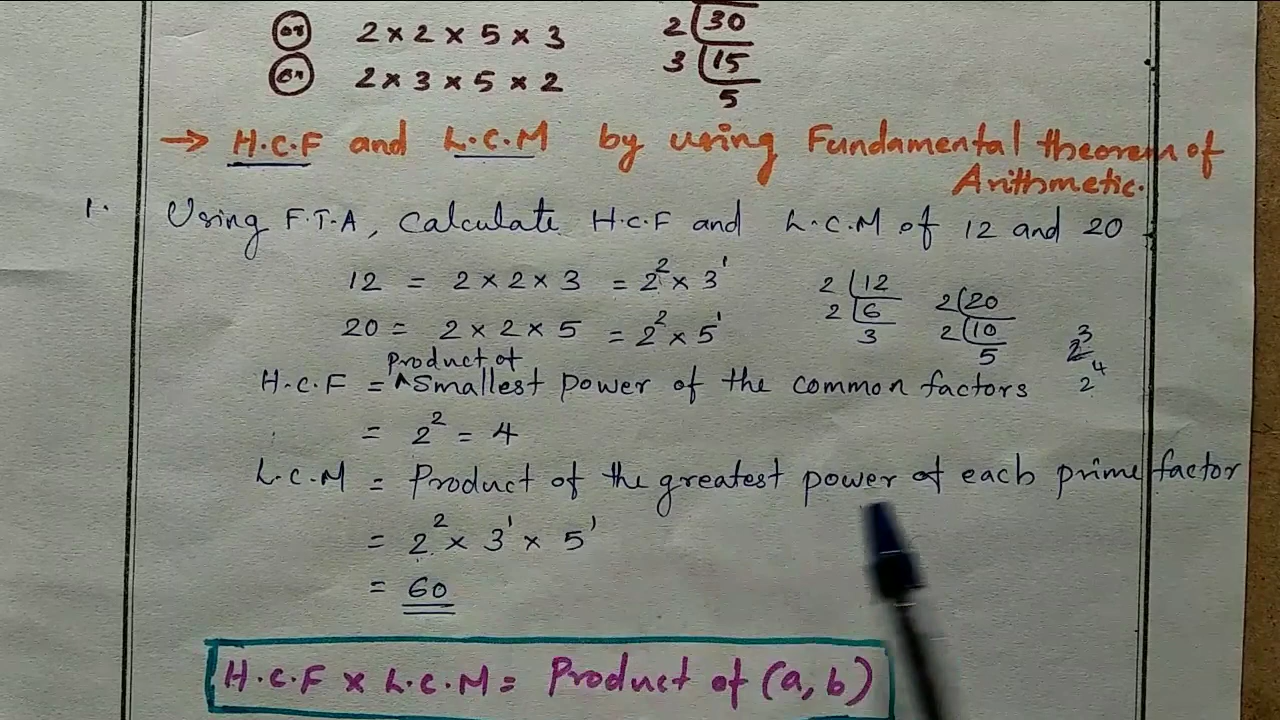 (or) 2 × 2 × 5 × 3
(or) 2 × 3 × 5 × 2
2 | 30
3 | 15
5
→ H.C.F and L.C.M by using Fundamental theorem of
Arithmetic.
1. Using F.T.A, Calculate H.C.F and L.C.M of 12 and 20
12 = 2 × 2 × 3 = 2² × 3¹
20 = 2 × 2 × 5 = 2² × 5¹
2 | 12
2 | 6
3
2 | 20
2 | 10
5
2³
2⁴
Product of
H.C.F = ^Smallest power of the common factors
= 2² = 4
L.C.M = Product of the greatest power of each prime factor
= 2² × 3¹ × 5¹
= 60
H.C.F × L.C.M = Product of (a, b)